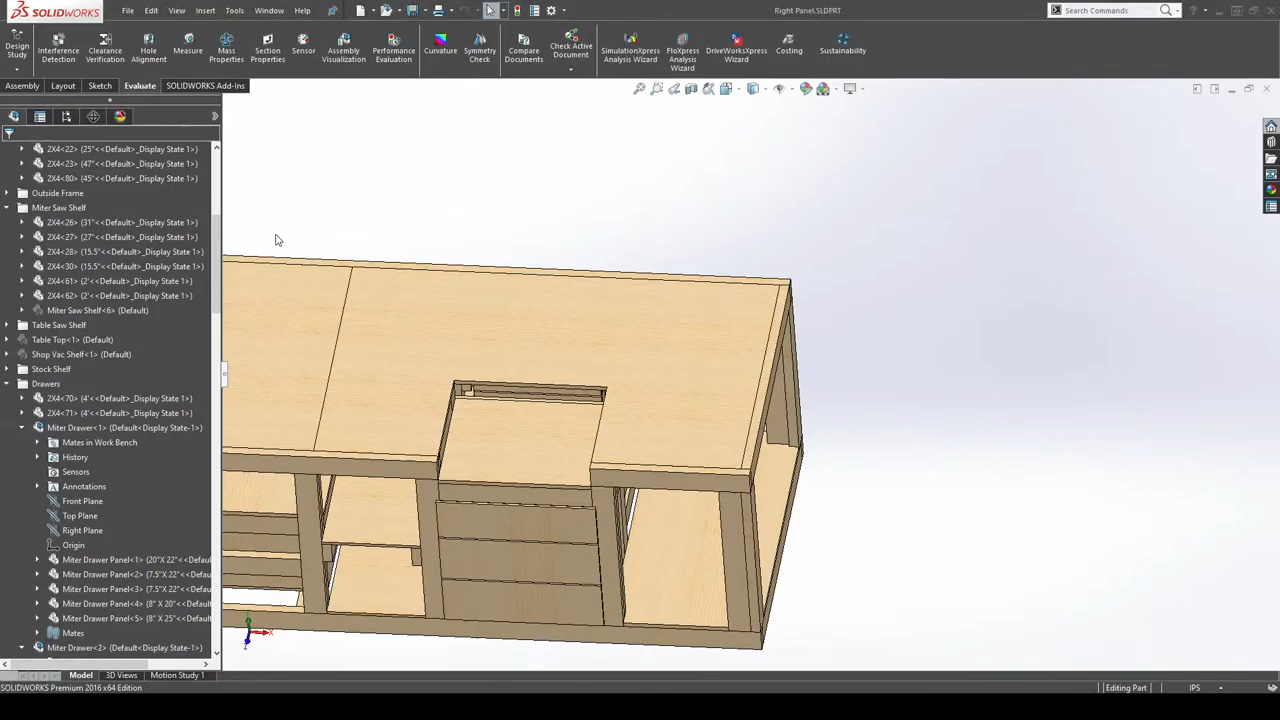 SOLIDWORKS File Edit View Insert Tools Window Help Right Panel.SLDPRT Search Commands
Design Study
Interference Detection
Clearance Verification
Hole Alignment
Measure
Mass Properties
Section Properties
Sensor
Assembly Visualization
Performance Evaluation
Curvature
Symmetry Check
Compare Documents
Check Active Document
SimulationXpress Analysis Wizard
FloXpress Analysis Wizard
DriveWorksXpress Wizard
Costing
Sustainability
Assembly Layout Sketch Evaluate SOLIDWORKS Add-Ins
2X4<22> (25"<<Default>_Display State 1>)
2X4<23> (47"<<Default>_Display State 1>)
2X4<80> (45"<<Default>_Display State 1>)
Outside Frame
Miter Saw Shelf
2X4<26> (31"<<Default>_Display State 1>)
2X4<27> (27"<<Default>_Display State 1>)
2X4<28> (15.5"<<Default>_Display State 1>)
2X4<30> (15.5"<<Default>_Display State 1>)
2X4<61> (2'<<Default>_Display State 1>)
2X4<62> (2'<<Default>_Display State 1>)
Miter Saw Shelf<6> (Default)
Table Saw Shelf
Table Top<1> (Default)
Shop Vac Shelf<1> (Default)
Stock Shelf
Drawers
2X4<70> (4'<<Default>_Display State 1>)
2X4<71> (4'<<Default>_Display State 1>)
Miter Drawer<1> (Default<Display State-1>)
Mates in Work Bench
History
Sensors
Annotations
Front Plane
Top Plane
Right Plane
Origin
Miter Drawer Panel<1> (20"X 22"<<Defaul
Miter Drawer Panel<2> (7.5"X 22"<<Defau
Miter Drawer Panel<3> (7.5"X 22"<<Defau
Miter Drawer Panel<4> (8" X 20"<<Defaul
Miter Drawer Panel<5> (8" X 25"<<Defaul
Mates
Miter Drawer<2> (Default<Display State-1>)
X
Model 3D Views Motion Study 1
SOLIDWORKS Premium 2016 x64 Edition Editing Part IPS